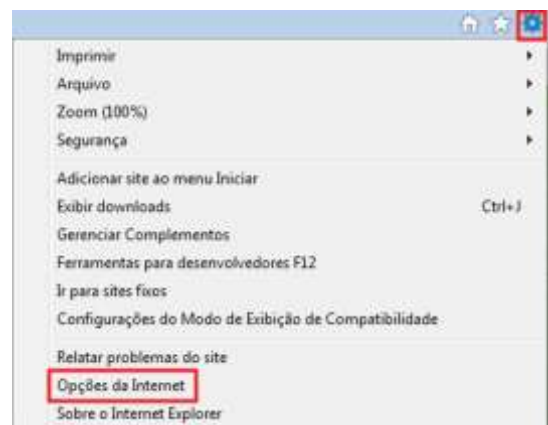 Imprimir
Arquivo
Zoom (100%)
Segurança
Adicionar site ao menu Iniciar
Exibir downloads Ctrl+J
Gerenciar Complementos
Ferramentas para desenvolvedores F12
Ir para sites fixos
Configurações do Modo de Exibição de Compatibilidade
Relatar problemas do site
Opções da Internet
Sobre o Internet Explorer